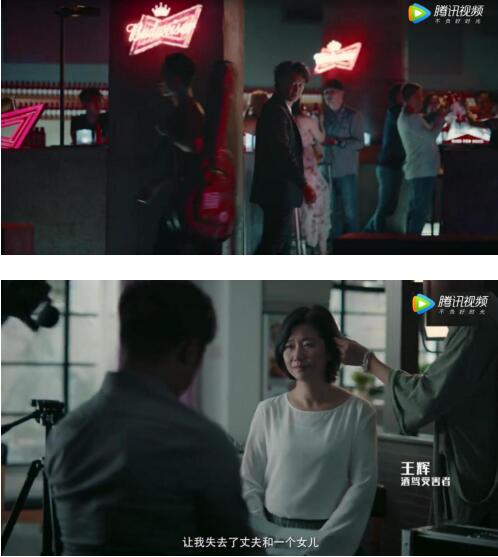 腾讯视频
不负好时光
Budweiser
腾讯视频
不负好时光
王辉
酒驾受害者
让我失去了丈夫和一个女儿